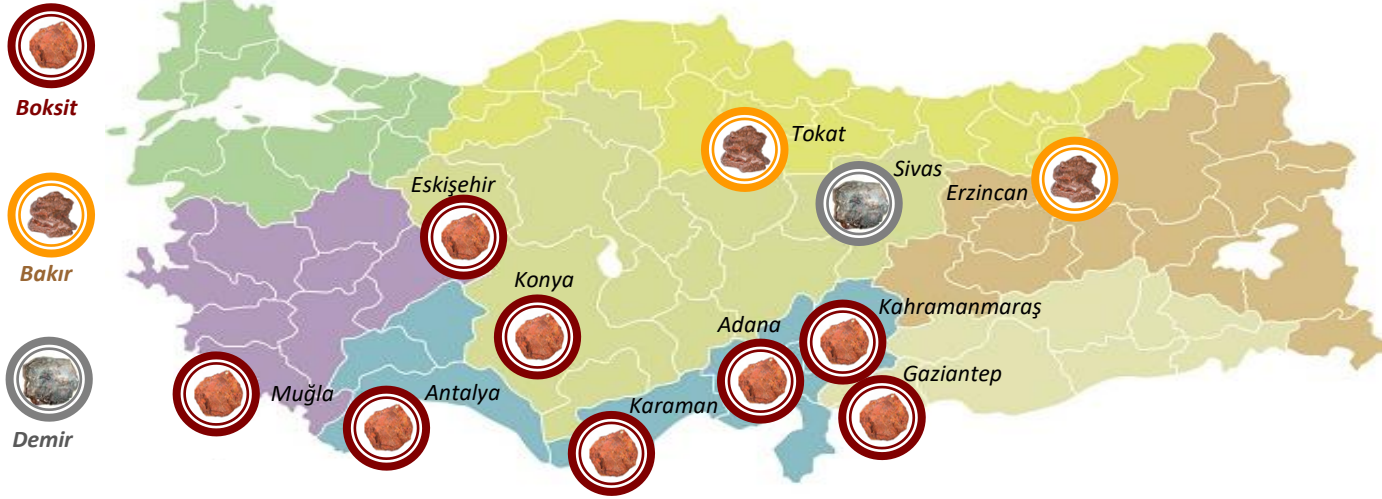 Boksit
Bakır
Demir
Tokat
Sivas
Erzincan
Eskişehir
Konya
Kahramanmaraş
Adana
Gaziantep
Muğla
Antalya
Karaman